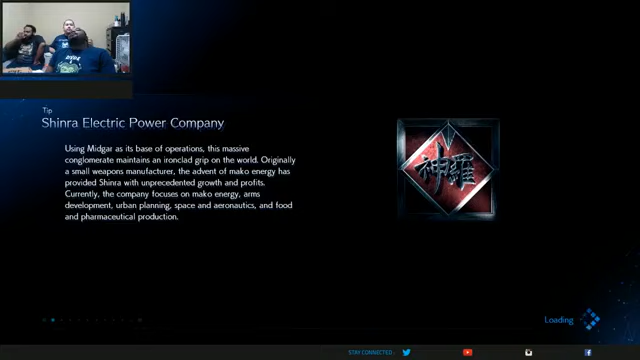 Tip
Shinra Electric Power Company
Using Midgar as its base of operations, this massive
conglomerate maintains an ironclad grip on the world. Originally
a small weapons manufacturer, the advent of mako energy has
provided Shinra with unprecedented growth and profits.
Currently, the company focuses on mako energy, arms
development, urban planning, space and aeronautics, and food
and pharmaceutical production.
神羅
Loading
STAY CONNECTED :